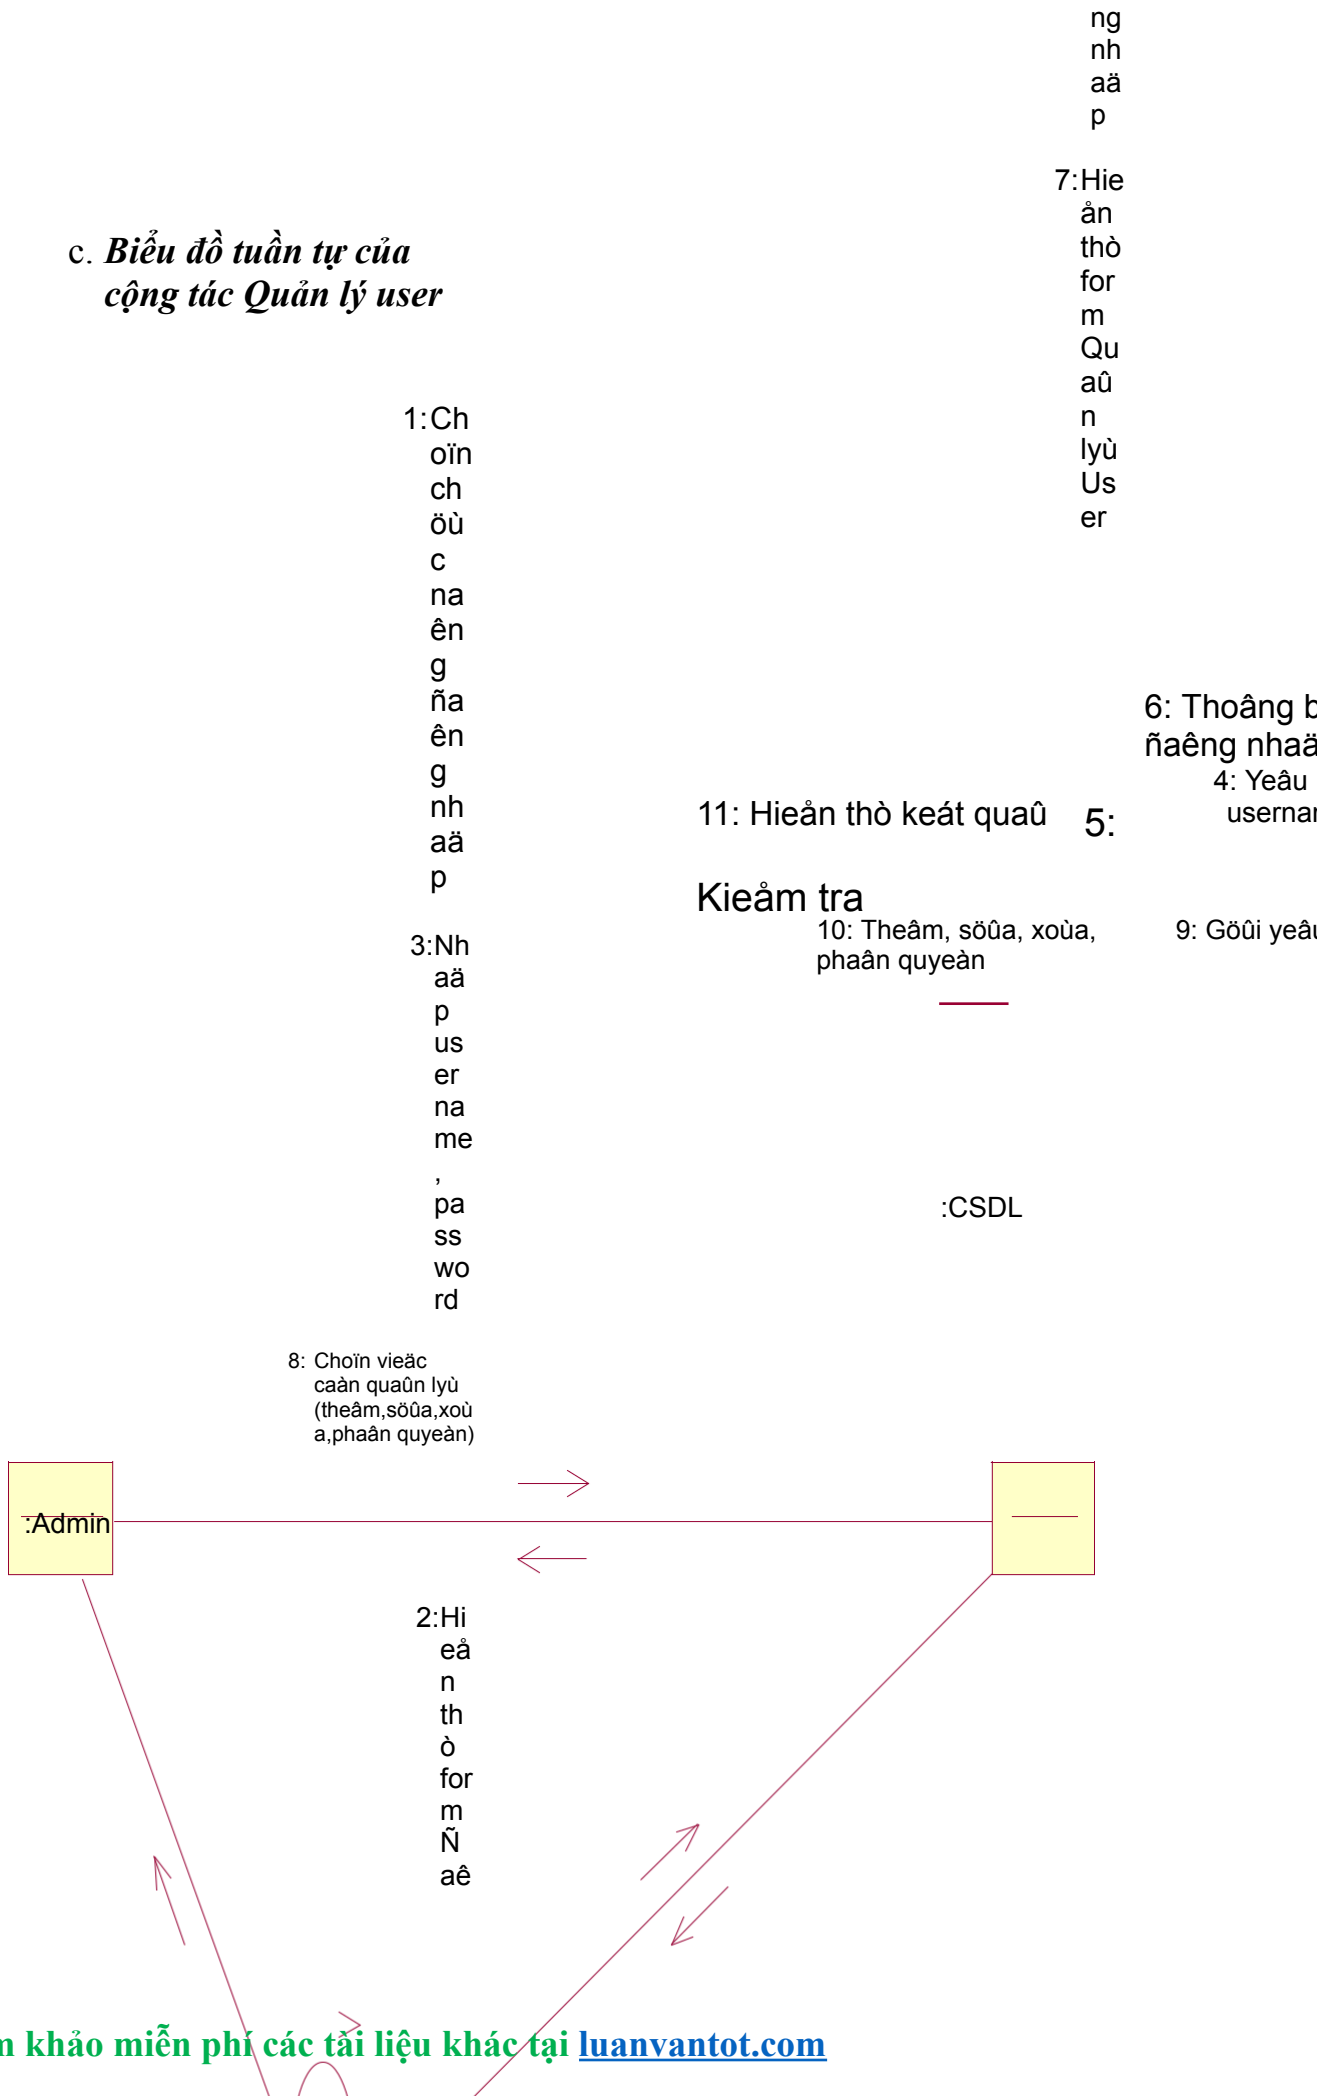 ng
nh
aä
p
7:Hie
ån
thò
for
m
Qu
aû
n
lyù
Us
er
c. Biểu đồ tuần tự của
cộng tác Quản lý user
1:Ch
oïn
ch
öù
c
na
ên
g
ña
ên
g
nh
aä
p
6: Thoâng b
ñaêng nhaä
4: Yeâu
userna
11: Hieån thò keát quaû 5:
Kieåm tra
10: Theâm, söûa, xoùa,
phaân quyeàn
9: Göûi yeâu
3:Nh
aä
p
us
er
na
me
,
pa
ss
wo
rd
:CSDL
8: Choïn vieäc
caàn quaûn lyù
(theâm,söûa,xoù
a,phaân quyeàn)
:Admin
2:Hi
eå
n
th
ò
for
m
Ñ
aê
khảo miễn phí các tài liệu khác tại luanvantot.com